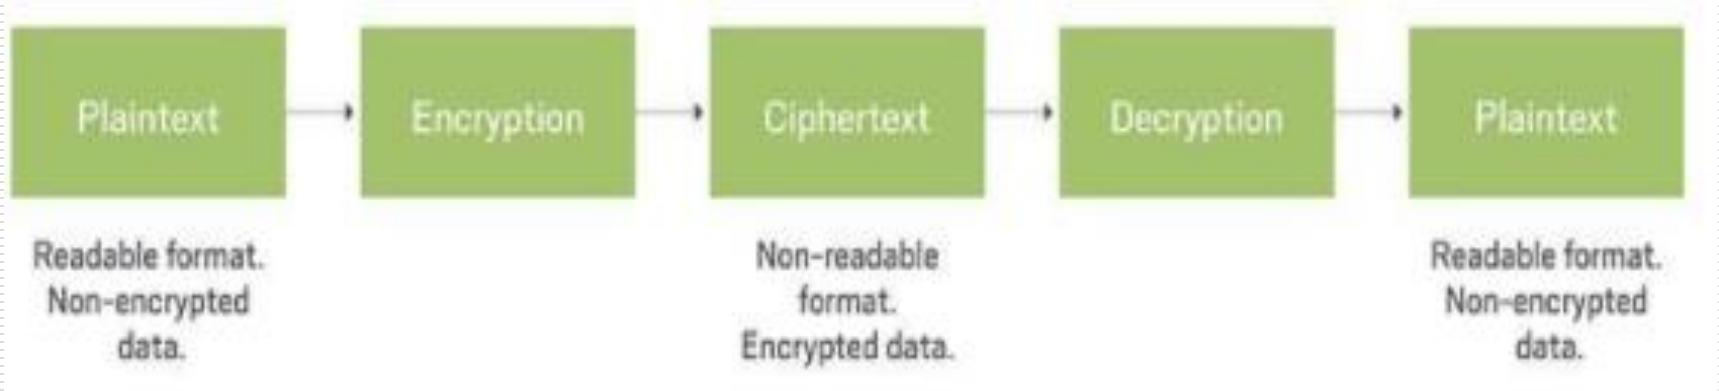 Plaintext
Encryption
Ciphertext
Decryption
Plaintext
Readable format.
Non-encrypted
data.
Non-readable
format.
Encrypted data.
Readable format.
Non-encrypted
data.